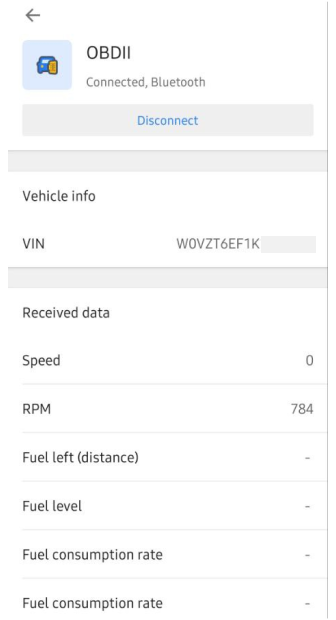 OBDII
Connected, Bluetooth
Disconnect
Vehicle info
VIN W0VZT6EF1K
Received data
Speed 0
RPM 784
Fuel left (distance) -
Fuel level -
Fuel consumption rate -
Fuel consumption rate -